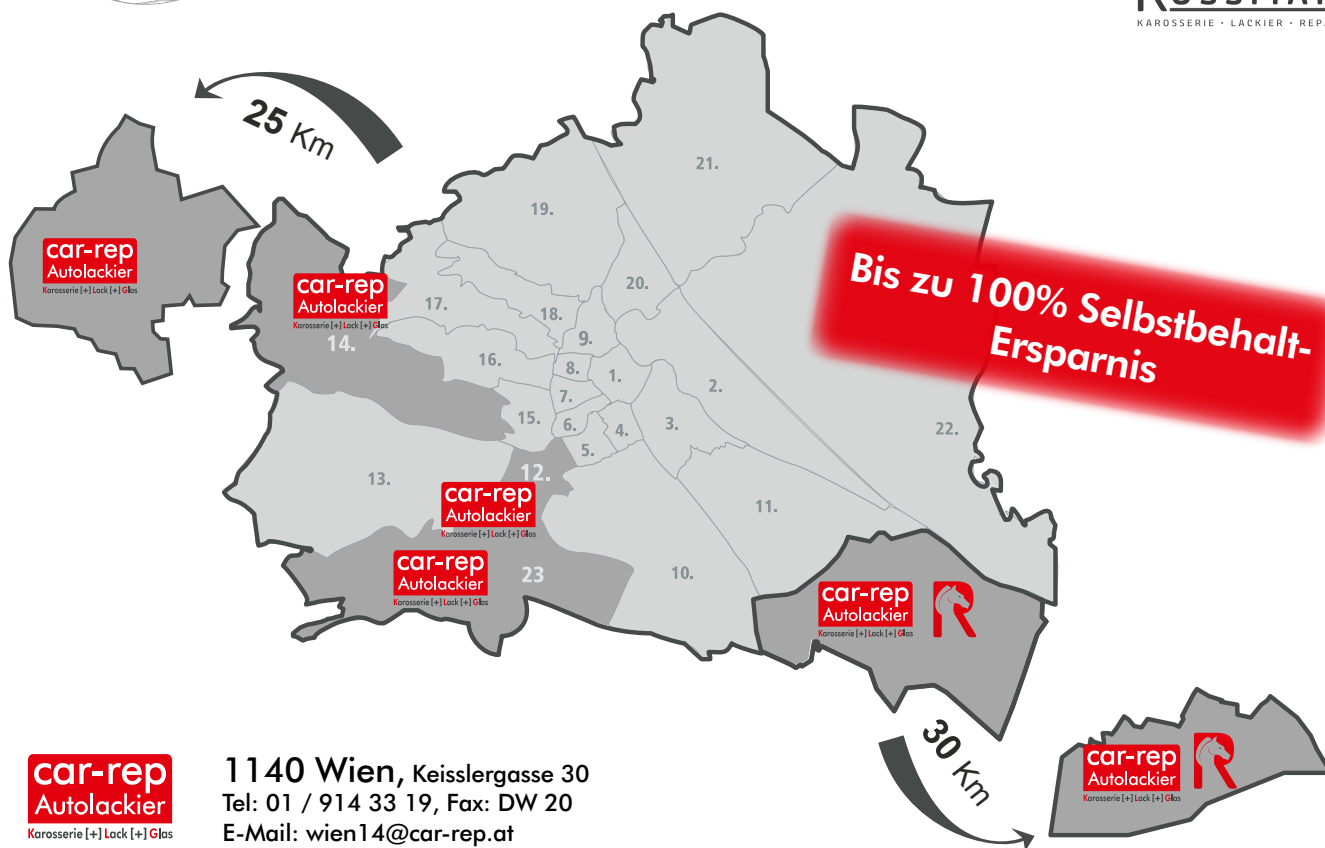 KAROSSERIE · LACKIER ·
25 Km
21.
19.
car-rep
Autolackier
Karosserie [+] Lack [+] Glas
car-rep
Autolackier
Karosserie [+] Lack [+] Glas
14.
17.
18.
20.
9.
16.
8.
1.
2.
7.
15.
6.
4.
3.
5.
22.
Bis zu 100% Selbstbehalt-
Ersparnis
13.
12.
car-rep
Autolackier
Karosserie [+] Lack [+] Glas
11.
car-rep
Autolackier
Karosserie [+] Lack [+] Glas
23
10.
car-rep
Autolackier
Karosserie [+] Lack [+] Glas
R
30 Km
car-rep
Autolackier
Karosserie [+] Lack [+] Glas
R
car-rep
Autolackier
Karosserie [+] Lack [+] Glas
1140 Wien, Keisslergasse 30
Tel: 01 / 914 33 19, Fax: DW 20
E-Mail: wien14@car-rep.at